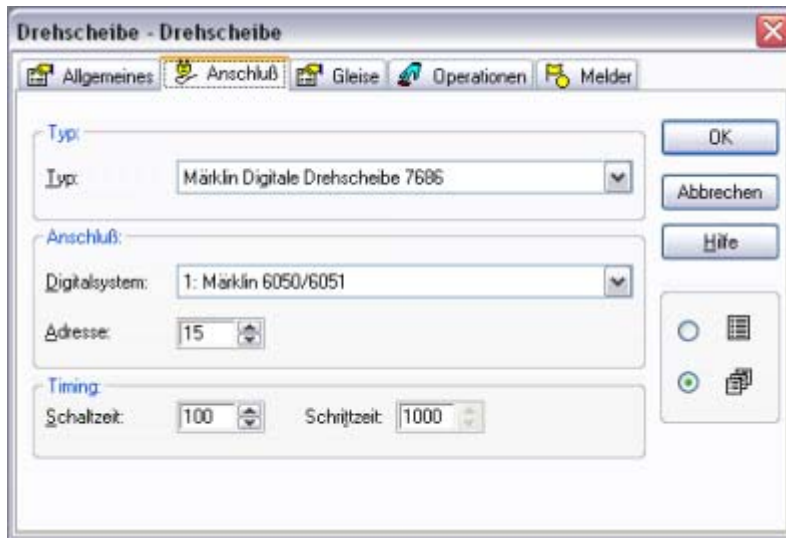 Drehscheibe - Drehscheibe
Allgemeines Anschluß Gleise Operationen Melder
Typ:
Typ: Märklin Digitale Drehscheibe 7686
Anschluß:
Digitalsystem: 1: Märklin 6050/6051
Adresse: 15
Timing:
Schaltzeit: 100 Schrittzeit: 1000
OK
Abbrechen
Hilfe